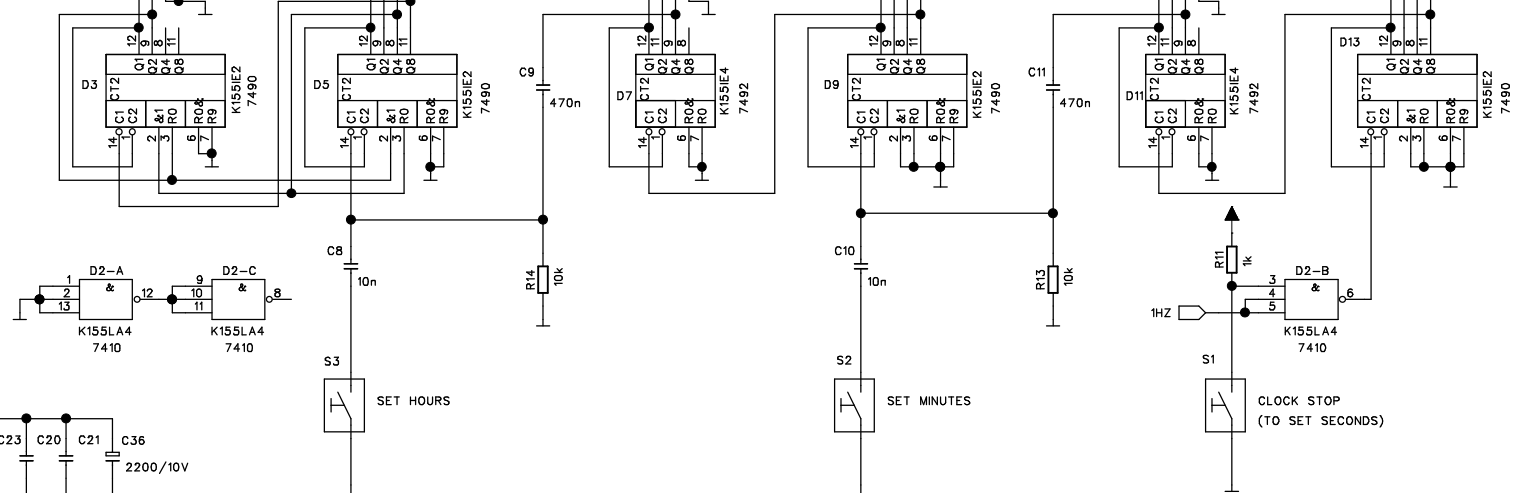 12 9 8 11
Q1 Q2 Q4 Q8
D3 CT2 K155IE2 7490
C1 C2 &1 R0 R0& R9
14 1 2 3 6 7
12 9 8 11
Q1 Q2 Q4 Q8
D5 CT2 K155IE2 7490
C1 C2 &1 R0 R0& R9
14 1 2 3 6 7
C9
470n
12 11 9 8
Q1 Q2 Q4 Q8
D7 CT2 K155IE4 7492
C1 C2 R0& R0
14 1 6 7
12 9 8 11
Q1 Q2 Q4 Q8
D9 CT2 K155IE2 7490
C1 C2 &1 R0 R0& R9
14 1 2 3 6 7
C11
470n
12 11 9 8
Q1 Q2 Q4 Q8
D11 CT2 K155IE4 7492
C1 C2 R0& R0
14 1 6 7
12 9 8 11
Q1 Q2 Q4 Q8
D13 CT2 K155IE2 7490
C1 C2 &1 R0 R0& R9
14 1 2 3 6 7
D2-A
1
2
13
&
12
K155LA4
7410
D2-C
9
10
11
&
8
K155LA4
7410
C8
10n
R14 10k
C10
10n
R13 10k
R11 1k
D2-B
3
4
5
&
6
1HZ
K155LA4
7410
S3
SET HOURS
S2
SET MINUTES
S1
CLOCK STOP
(TO SET SECONDS)
C23 C20 C21 C36
2200/10V